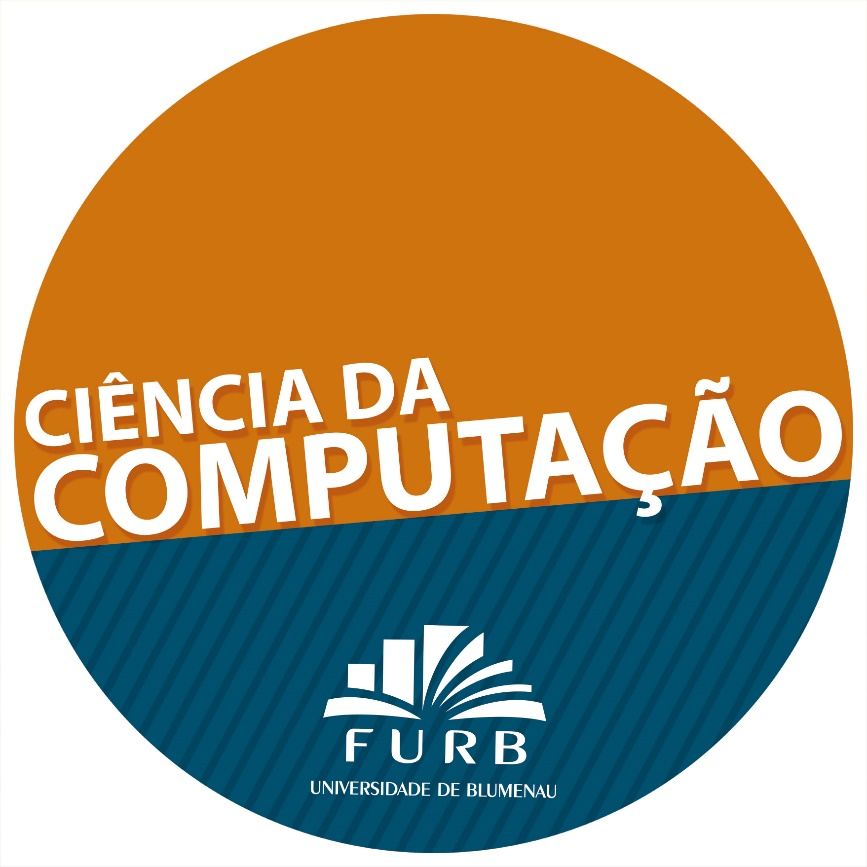 CIÊNCIA DA
COMPUTAÇÃO
FURB
UNIVERSIDADE DE BLUMENAU